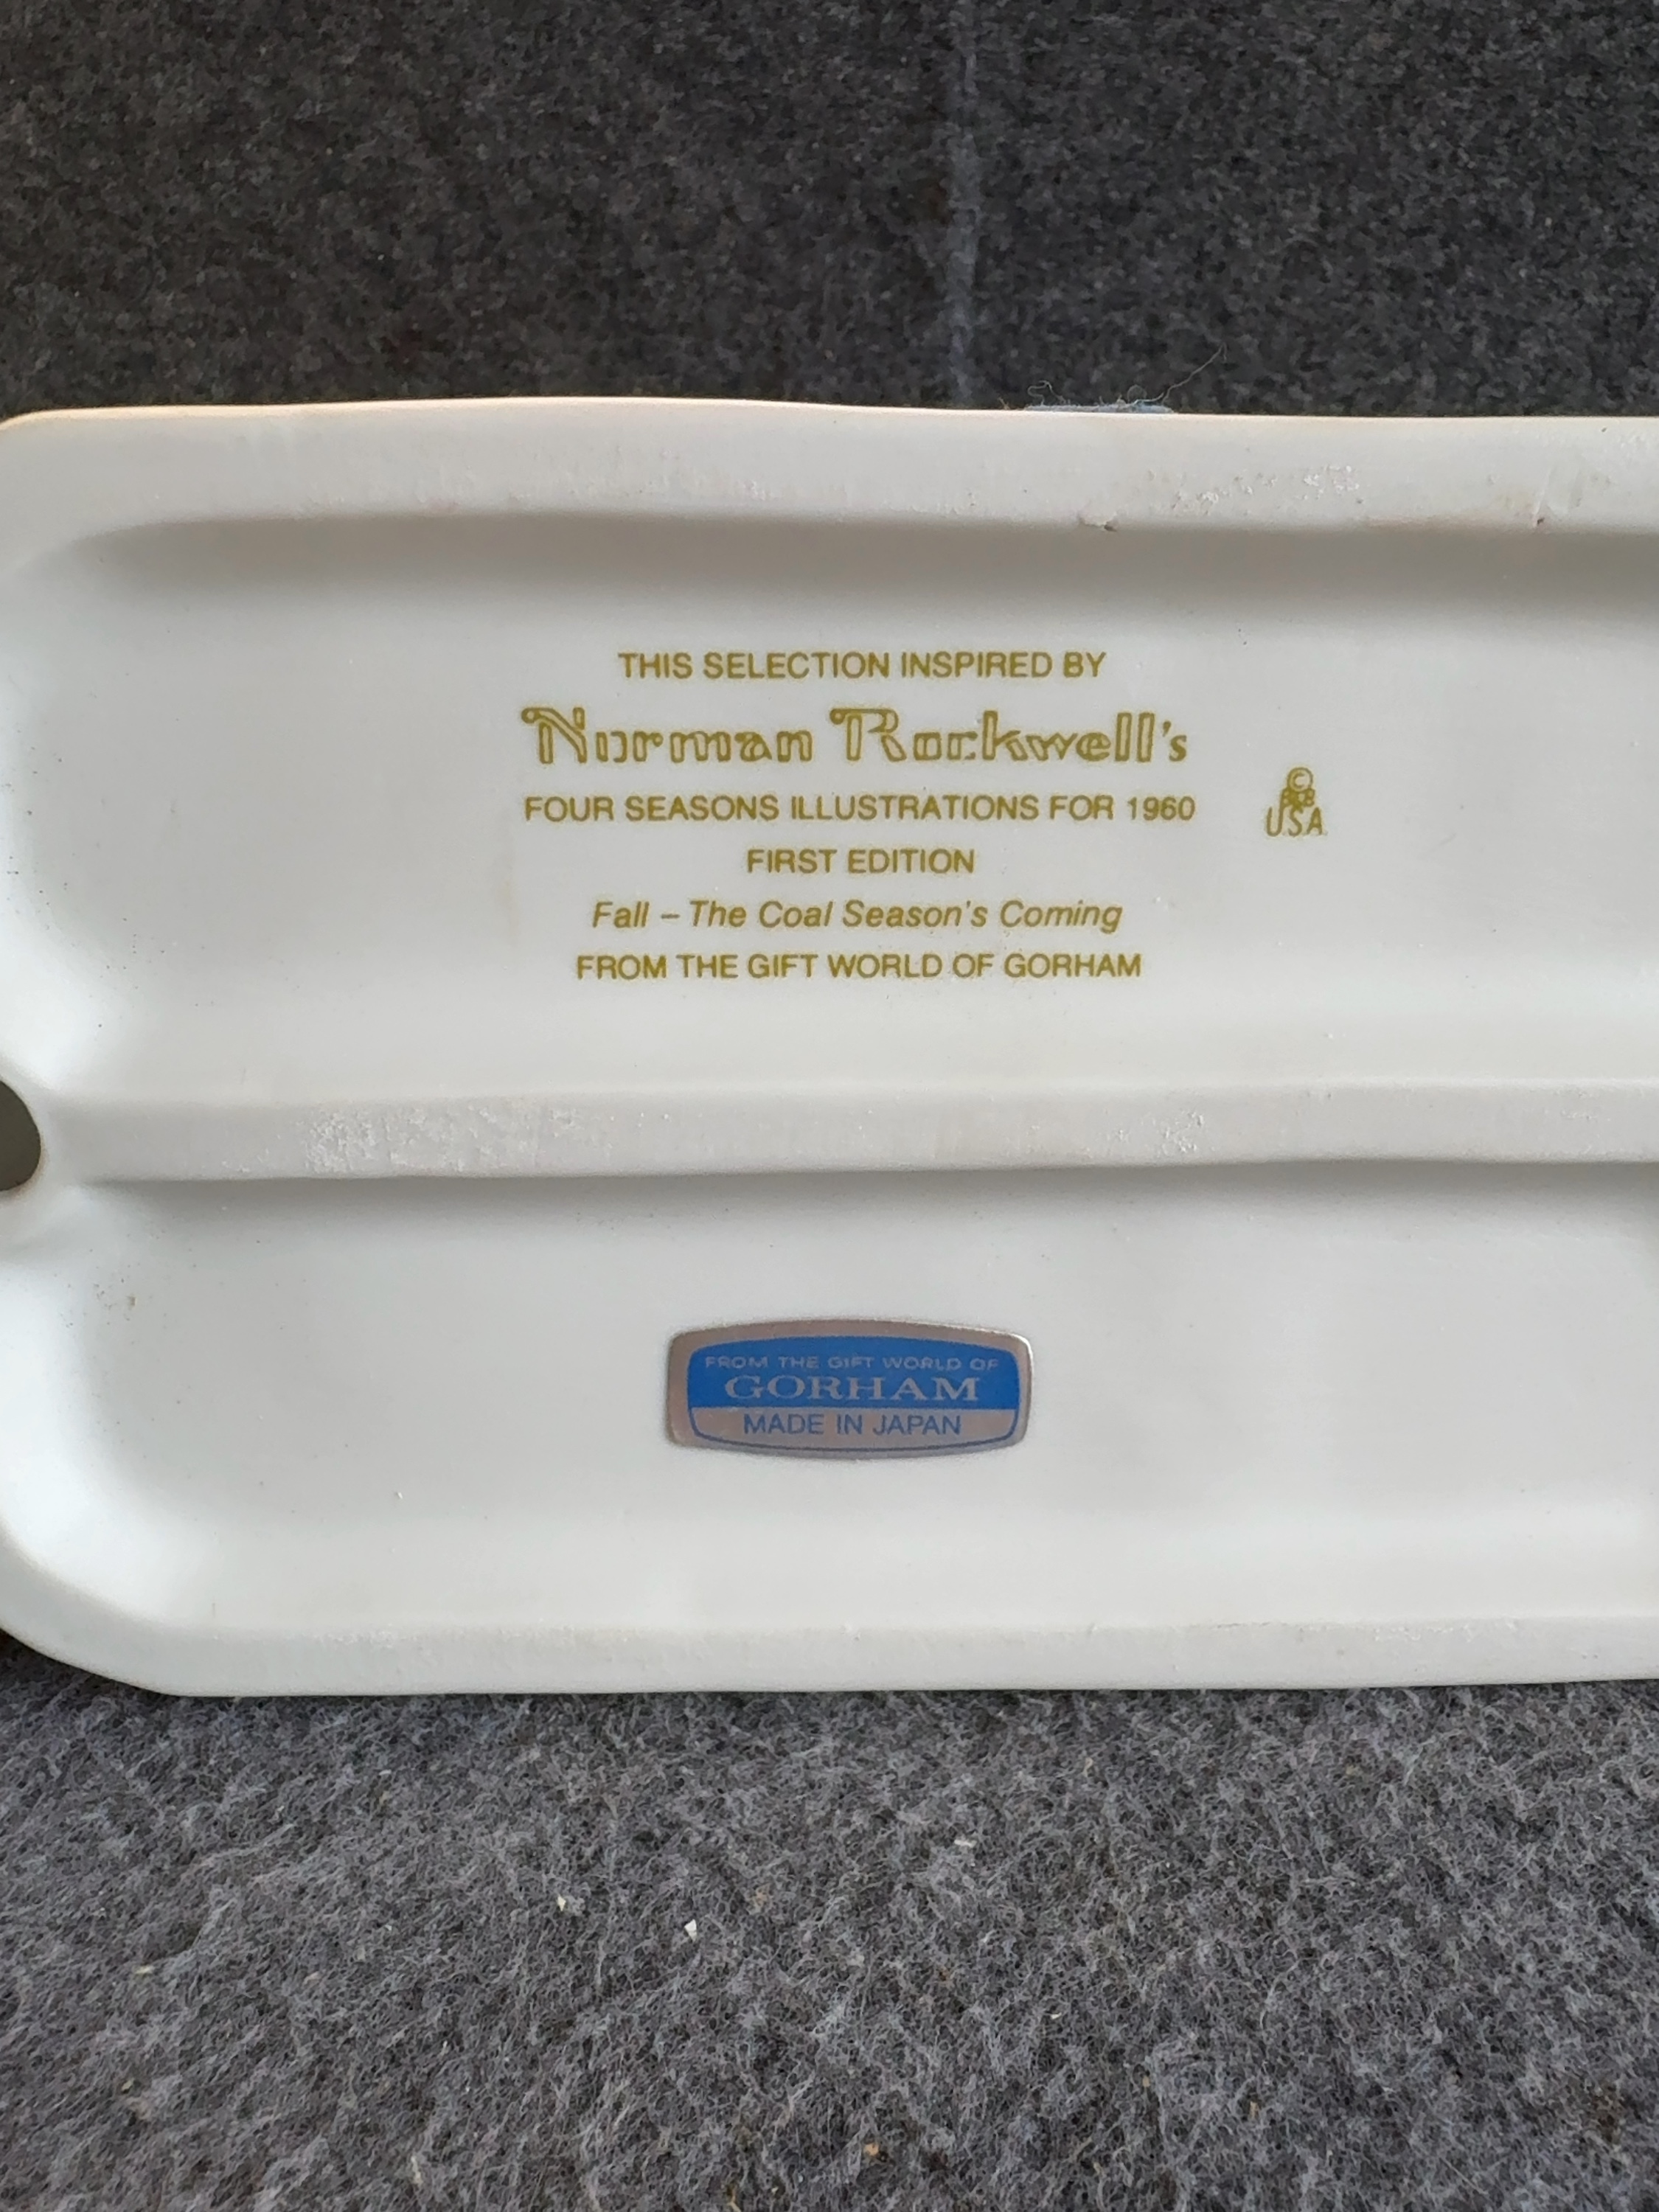 THIS SELECTION INSPIRED BY
Norman Rockwell's
FOUR SEASONS ILLUSTRATIONS FOR 1960
FIRST EDITION
Fall – The Coal Season's Coming
FROM THE GIFT WORLD OF GORHAM
©
B&B
U.S.A.
FROM THE GIFT WORLD OF
GORHAM
MADE IN JAPAN